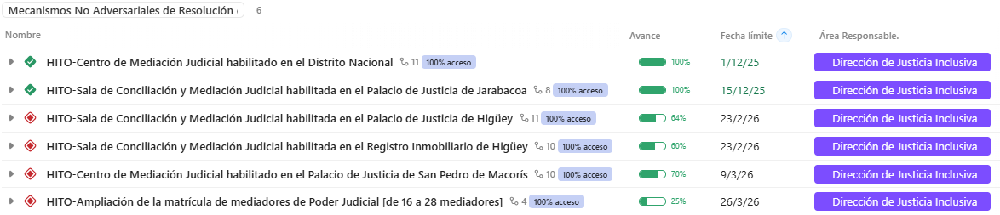 Mecanismos No Adversariales de Resolución 6
Nombre Avance Fecha límite Área Responsable.
HITO-Centro de Mediación Judicial habilitado en el Distrito Nacional 11 100% acceso 100% 1/12/25 Dirección de Justicia Inclusiva
HITO-Sala de Conciliación y Mediación Judicial habilitada en el Palacio de Justicia de Jarabacoa 8 100% acceso 100% 15/12/25 Dirección de Justicia Inclusiva
HITO-Sala de Conciliación y Mediación Judicial habilitada en el Palacio de Justicia de Higüey 11 100% acceso 64% 23/2/26 Dirección de Justicia Inclusiva
HITO-Sala de Conciliación y Mediación Judicial habilitada en el Registro Inmobiliario de Higüey 10 100% acceso 60% 23/2/26 Dirección de Justicia Inclusiva
HITO-Centro de Mediación Judicial habilitado en el Palacio de Justicia de San Pedro de Macorís 10 100% acceso 70% 9/3/26 Dirección de Justicia Inclusiva
HITO-Ampliación de la matrícula de mediadores de Poder Judicial [de 16 a 28 mediadores] 4 100% acceso 25% 26/3/26 Dirección de Justicia Inclusiva